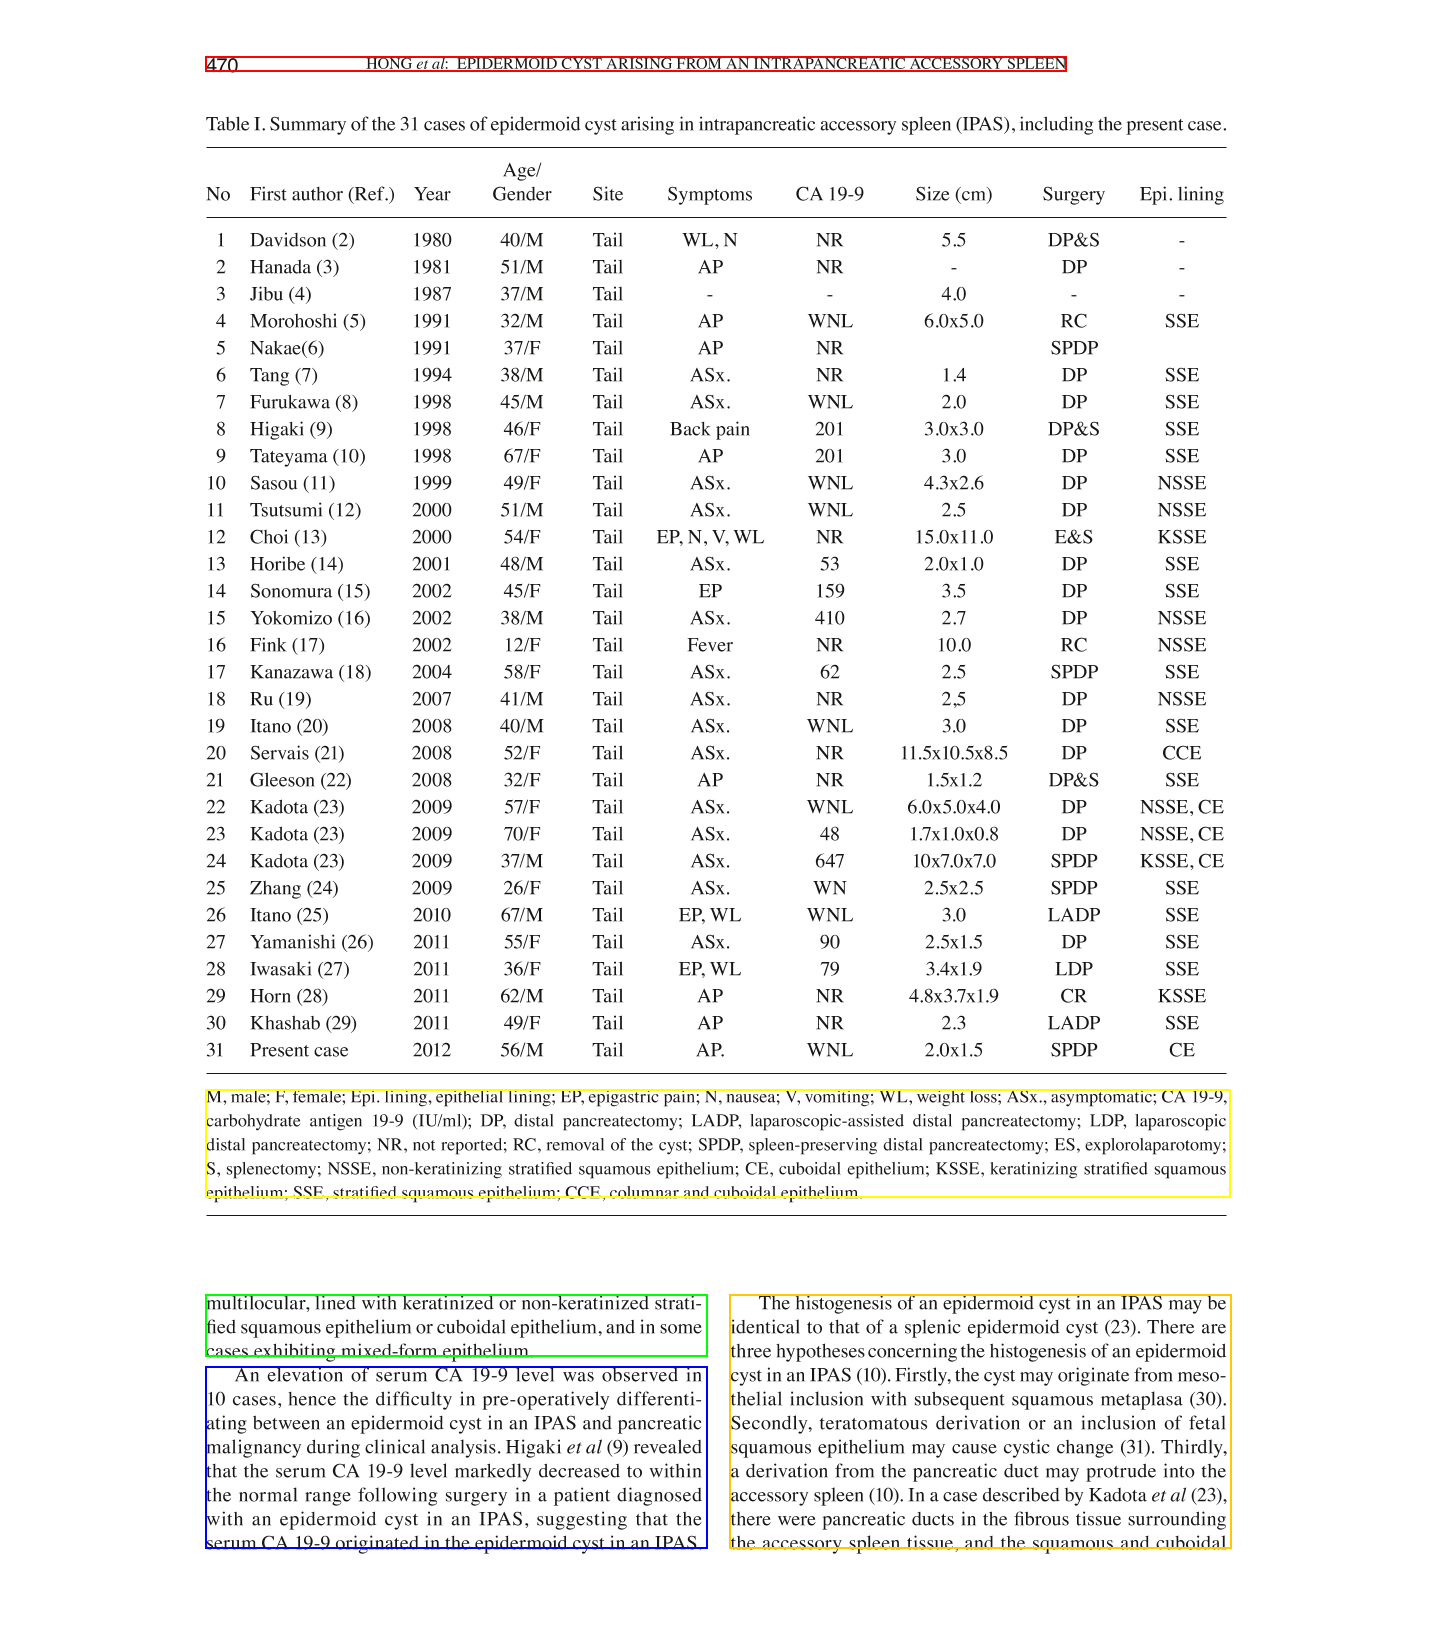 470 HONG et al: EPIDERMOID CYST ARISING FROM AN INTRAPANCREATIC ACCESSORY SPLEEN
Table I. Summary of the 31 cases of epidermoid cyst arising in intrapancreatic accessory spleen (IPAS), including the present case.
Age/
No First author (Ref.) Year Gender Site Symptoms CA 19-9 Size (cm) Surgery Epi. lining
1 Davidson (2) 1980 40/M Tail WL, N NR 5.5 DP&S -
2 Hanada (3) 1981 51/M Tail AP NR - DP -
3 Jibu (4) 1987 37/M Tail - - 4.0 - -
4 Morohoshi (5) 1991 32/M Tail AP WNL 6.0x5.0 RC SSE
5 Nakae(6) 1991 37/F Tail AP NR SPDP
6 Tang (7) 1994 38/M Tail ASx. NR 1.4 DP SSE
7 Furukawa (8) 1998 45/M Tail ASx. WNL 2.0 DP SSE
8 Higaki (9) 1998 46/F Tail Back pain 201 3.0x3.0 DP&S SSE
9 Tateyama (10) 1998 67/F Tail AP 201 3.0 DP SSE
10 Sasou (11) 1999 49/F Tail ASx. WNL 4.3x2.6 DP NSSE
11 Tsutsumi (12) 2000 51/M Tail ASx. WNL 2.5 DP NSSE
12 Choi (13) 2000 54/F Tail EP, N, V, WL NR 15.0x11.0 E&S KSSE
13 Horibe (14) 2001 48/M Tail ASx. 53 2.0x1.0 DP SSE
14 Sonomura (15) 2002 45/F Tail EP 159 3.5 DP SSE
15 Yokomizo (16) 2002 38/M Tail ASx. 410 2.7 DP NSSE
16 Fink (17) 2002 12/F Tail Fever NR 10.0 RC NSSE
17 Kanazawa (18) 2004 58/F Tail ASx. 62 2.5 SPDP SSE
18 Ru (19) 2007 41/M Tail ASx. NR 2,5 DP NSSE
19 Itano (20) 2008 40/M Tail ASx. WNL 3.0 DP SSE
20 Servais (21) 2008 52/F Tail ASx. NR 11.5x10.5x8.5 DP CCE
21 Gleeson (22) 2008 32/F Tail AP NR 1.5x1.2 DP&S SSE
22 Kadota (23) 2009 57/F Tail ASx. WNL 6.0x5.0x4.0 DP NSSE, CE
23 Kadota (23) 2009 70/F Tail ASx. 48 1.7x1.0x0.8 DP NSSE, CE
24 Kadota (23) 2009 37/M Tail ASx. 647 10x7.0x7.0 SPDP KSSE, CE
25 Zhang (24) 2009 26/F Tail ASx. WN 2.5x2.5 SPDP SSE
26 Itano (25) 2010 67/M Tail EP, WL WNL 3.0 LADP SSE
27 Yamanishi (26) 2011 55/F Tail ASx. 90 2.5x1.5 DP SSE
28 Iwasaki (27) 2011 36/F Tail EP, WL 79 3.4x1.9 LDP SSE
29 Horn (28) 2011 62/M Tail AP NR 4.8x3.7x1.9 CR KSSE
30 Khashab (29) 2011 49/F Tail AP NR 2.3 LADP SSE
31 Present case 2012 56/M Tail AP. WNL 2.0x1.5 SPDP CE
M, male; F, female; Epi. lining, epithelial lining; EP, epigastric pain; N, nausea; V, vomiting; WL, weight loss; ASx., asymptomatic; CA 19-9,
carbohydrate antigen 19-9 (IU/ml); DP, distal pancreatectomy; LADP, laparoscopic-assisted distal pancreatectomy; LDP, laparoscopic
distal pancreatectomy; NR, not reported; RC, removal of the cyst; SPDP, spleen-preserving distal pancreatectomy; ES, explorolaparotomy;
S, splenectomy; NSSE, non-keratinizing stratified squamous epithelium; CE, cuboidal epithelium; KSSE, keratinizing stratified squamous
epithelium; SSE, stratified squamous epithelium; CCE, columnar and cuboidal epithelium.
multilocular, lined with keratinized or non-keratinized strati-
fied squamous epithelium or cuboidal epithelium, and in some
cases exhibiting mixed-form epithelium.
An elevation of serum CA 19-9 level was observed in
10 cases, hence the difficulty in pre-operatively differenti-
ating between an epidermoid cyst in an IPAS and pancreatic
malignancy during clinical analysis. Higaki et al (9) revealed
that the serum CA 19-9 level markedly decreased to within
the normal range following surgery in a patient diagnosed
with an epidermoid cyst in an IPAS, suggesting that the
serum CA 19-9 originated in the epidermoid cyst in an IPAS.
The histogenesis of an epidermoid cyst in an IPAS may be
identical to that of a splenic epidermoid cyst (23). There are
three hypotheses concerning the histogenesis of an epidermoid
cyst in an IPAS (10). Firstly, the cyst may originate from meso-
thelial inclusion with subsequent squamous metaplasa (30).
Secondly, teratomatous derivation or an inclusion of fetal
squamous epithelium may cause cystic change (31). Thirdly,
a derivation from the pancreatic duct may protrude into the
accessory spleen (10). In a case described by Kadota et al (23),
there were pancreatic ducts in the fibrous tissue surrounding
the accessory spleen tissue, and the squamous and cuboidal